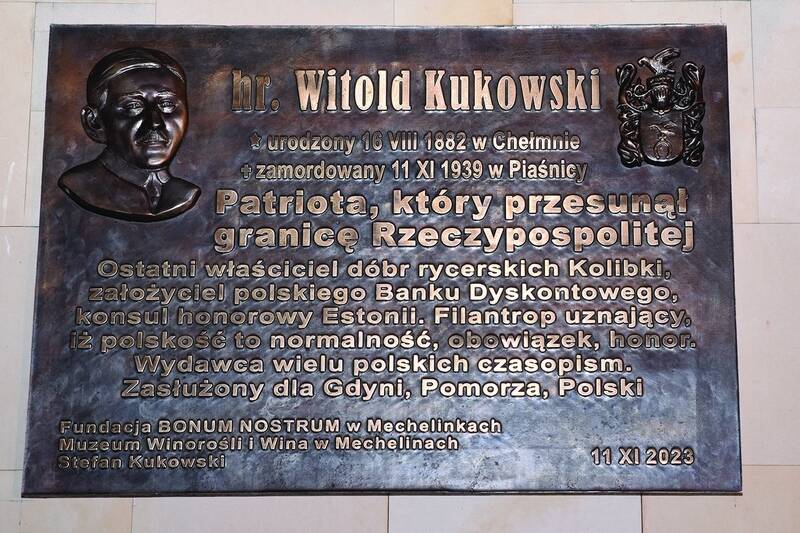 hr. Witold Kukowski
* urodzony 16 VIII 1882 w Chełmnie
+ zamordowany 11 XI 1939 w Piaśnicy
Patriota, który przesunął
granicę Rzeczypospolitej
Ostatni właściciel dóbr rycerskich Kolibki,
założyciel polskiego Banku Dyskontowego,
konsul honorowy Estonii. Filantrop uznający,
iż polskość to normalność, obowiązek, honor.
Wydawca wielu polskich czasopism.
Zasłużony dla Gdyni, Pomorza, Polski
Fundacja BONUM NOSTRUM w Mechelinkach
Muzeum Winorośli i Wina w Mechelinach
Stefan Kukowski
11 XI 2023